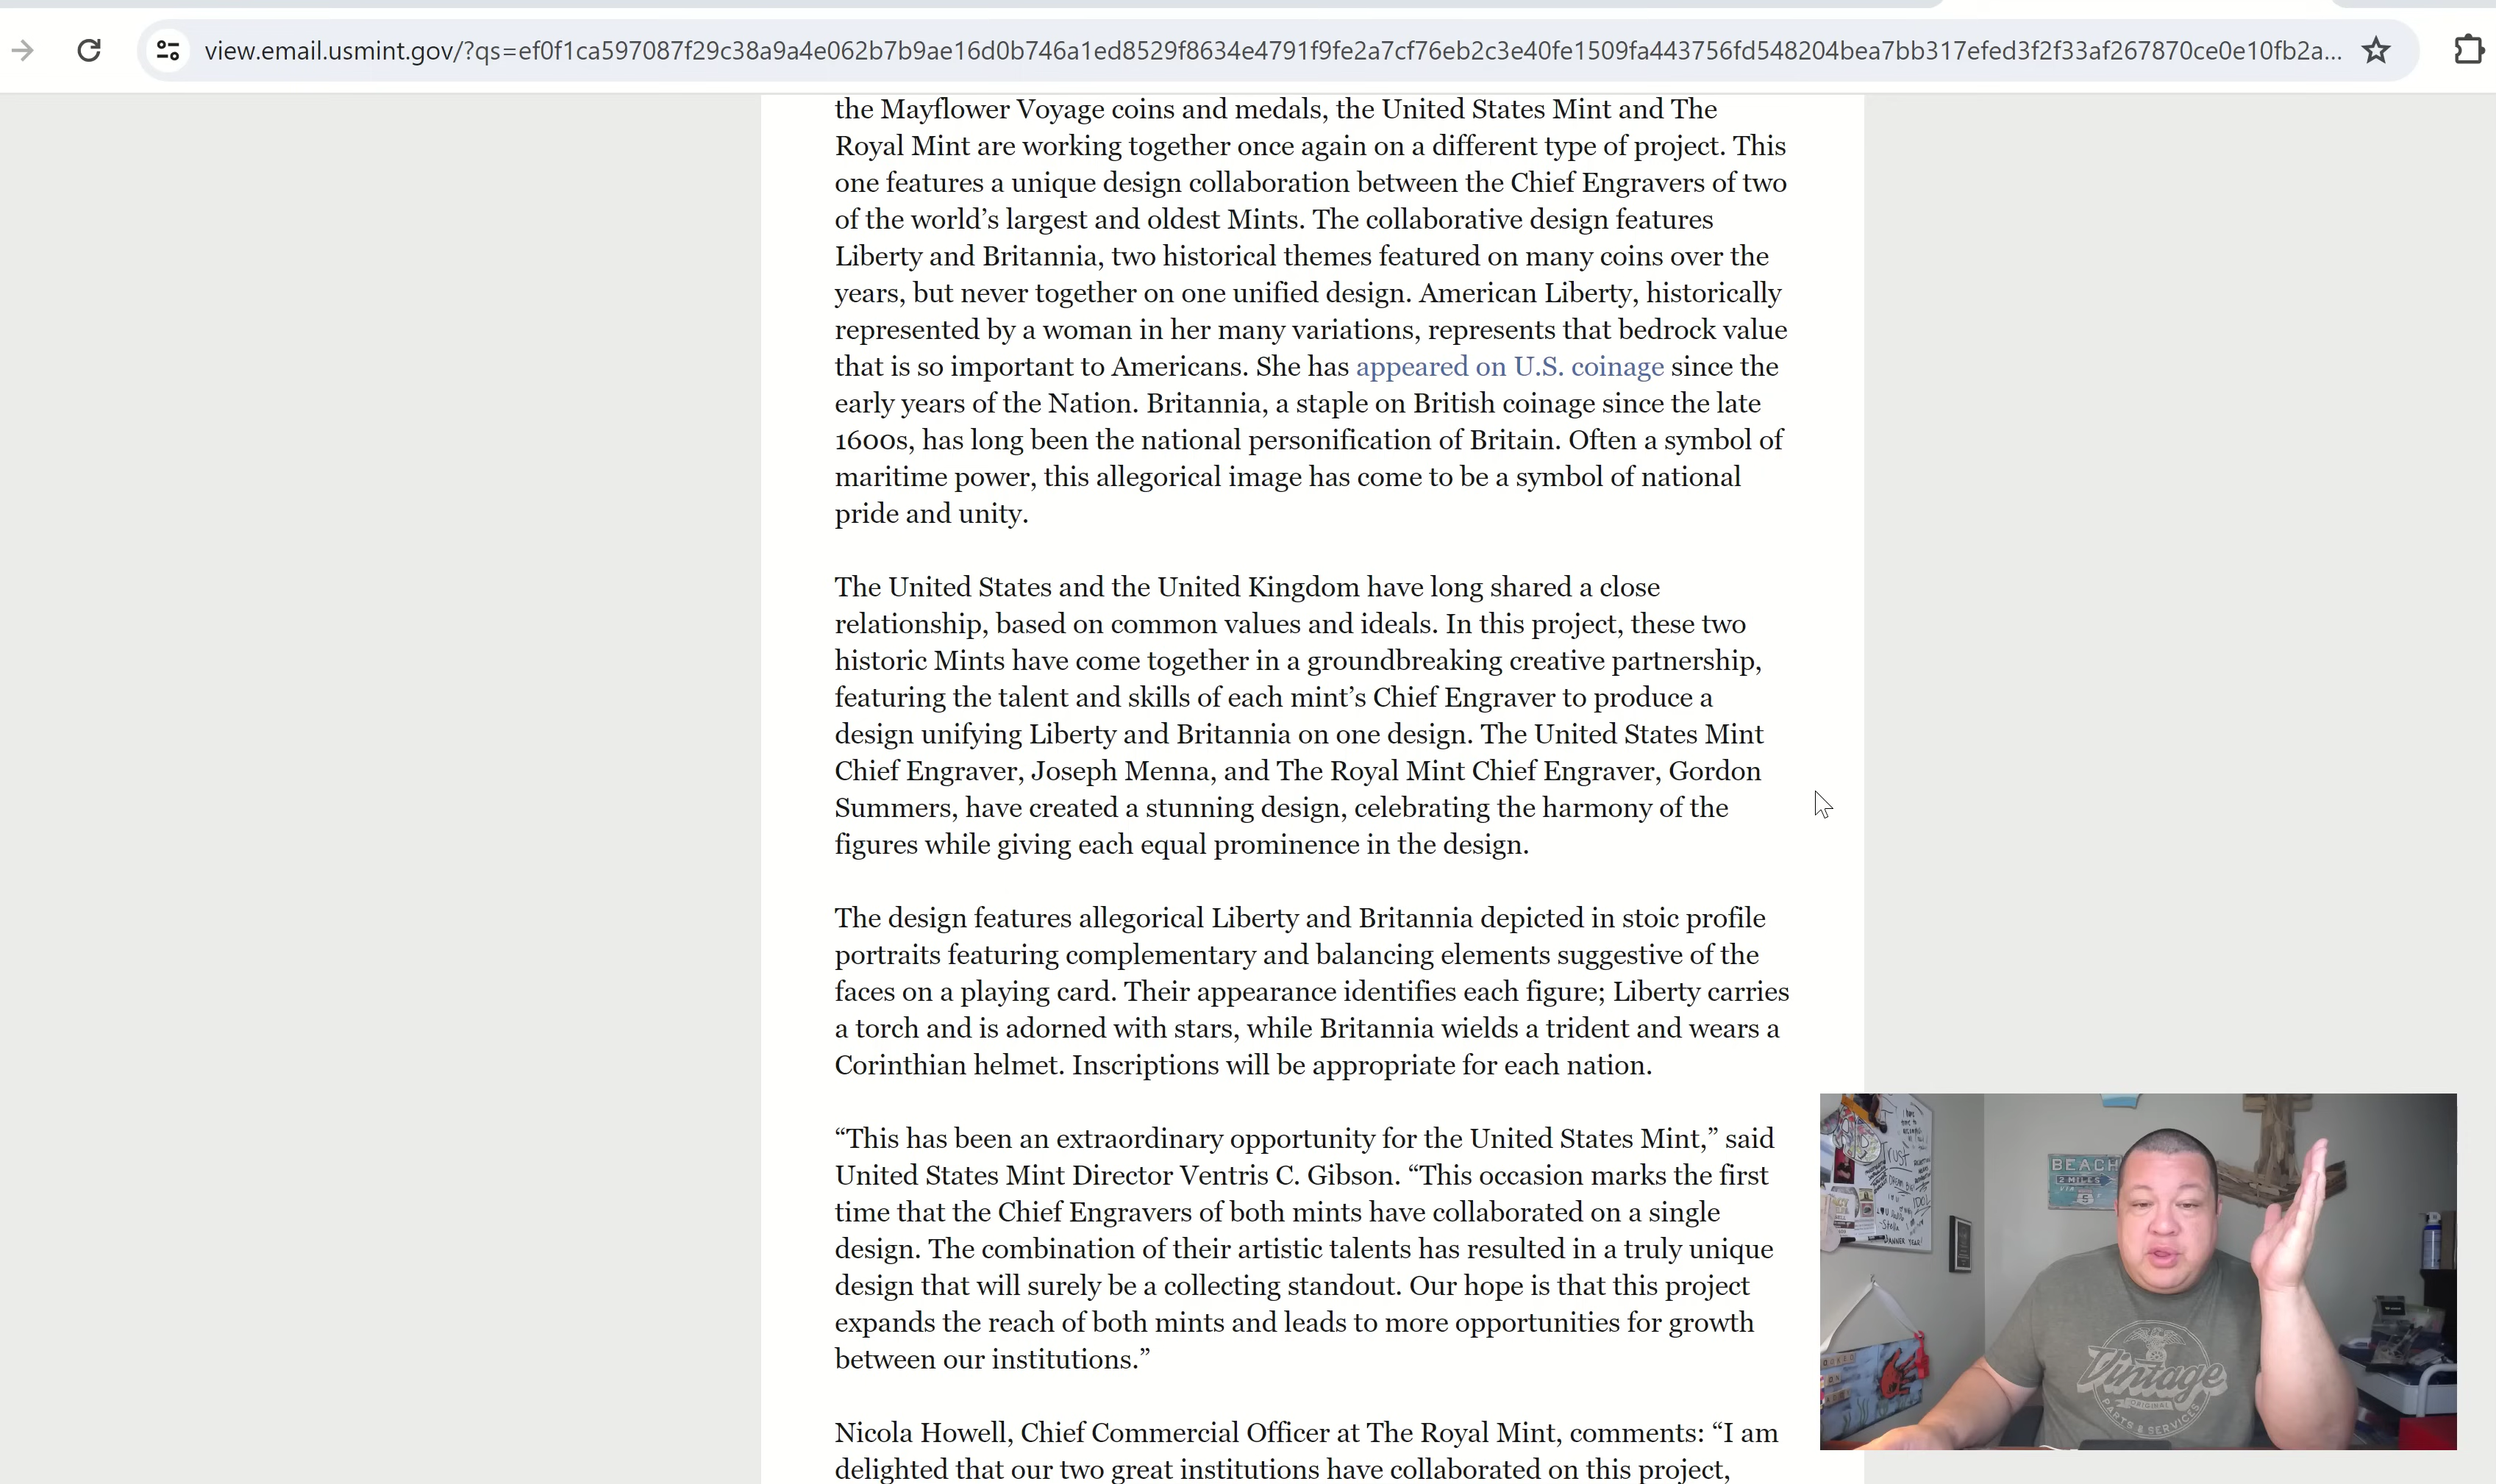 view.email.usmint.gov/?qs=ef0f1ca597087f29c38a9a4e062b7b9ae16d0b746a1ed8529f8634e4791f9fe2a7cf76eb2c3e40fe1509fa443756fd548204bea7bb317efed3f2f33af267870ce0e10fb2a...
the Mayflower Voyage coins and medals, the United States Mint and The
Royal Mint are working together once again on a different type of project. This
one features a unique design collaboration between the Chief Engravers of two
of the world’s largest and oldest Mints. The collaborative design features
Liberty and Britannia, two historical themes featured on many coins over the
years, but never together on one unified design. American Liberty, historically
represented by a woman in her many variations, represents that bedrock value
that is so important to Americans. She has appeared on U.S. coinage since the
early years of the Nation. Britannia, a staple on British coinage since the late
1600s, has long been the national personification of Britain. Often a symbol of
maritime power, this allegorical image has come to be a symbol of national
pride and unity.
The United States and the United Kingdom have long shared a close
relationship, based on common values and ideals. In this project, these two
historic Mints have come together in a groundbreaking creative partnership,
featuring the talent and skills of each mint’s Chief Engraver to produce a
design unifying Liberty and Britannia on one design. The United States Mint
Chief Engraver, Joseph Menna, and The Royal Mint Chief Engraver, Gordon
Summers, have created a stunning design, celebrating the harmony of the
figures while giving each equal prominence in the design.
The design features allegorical Liberty and Britannia depicted in stoic profile
portraits featuring complementary and balancing elements suggestive of the
faces on a playing card. Their appearance identifies each figure; Liberty carries
a torch and is adorned with stars, while Britannia wields a trident and wears a
Corinthian helmet. Inscriptions will be appropriate for each nation.
“This has been an extraordinary opportunity for the United States Mint,” said
United States Mint Director Ventris C. Gibson. “This occasion marks the first
time that the Chief Engravers of both mints have collaborated on a single
design. The combination of their artistic talents has resulted in a truly unique
design that will surely be a collecting standout. Our hope is that this project
expands the reach of both mints and leads to more opportunities for growth
between our institutions.”
Nicola Howell, Chief Commercial Officer at The Royal Mint, comments: “I am
delighted that our two great institutions have collaborated on this project,
Trust
BEACH
2 MILES
5
Vintage
ORIGINAL
PARTS & SERVICES